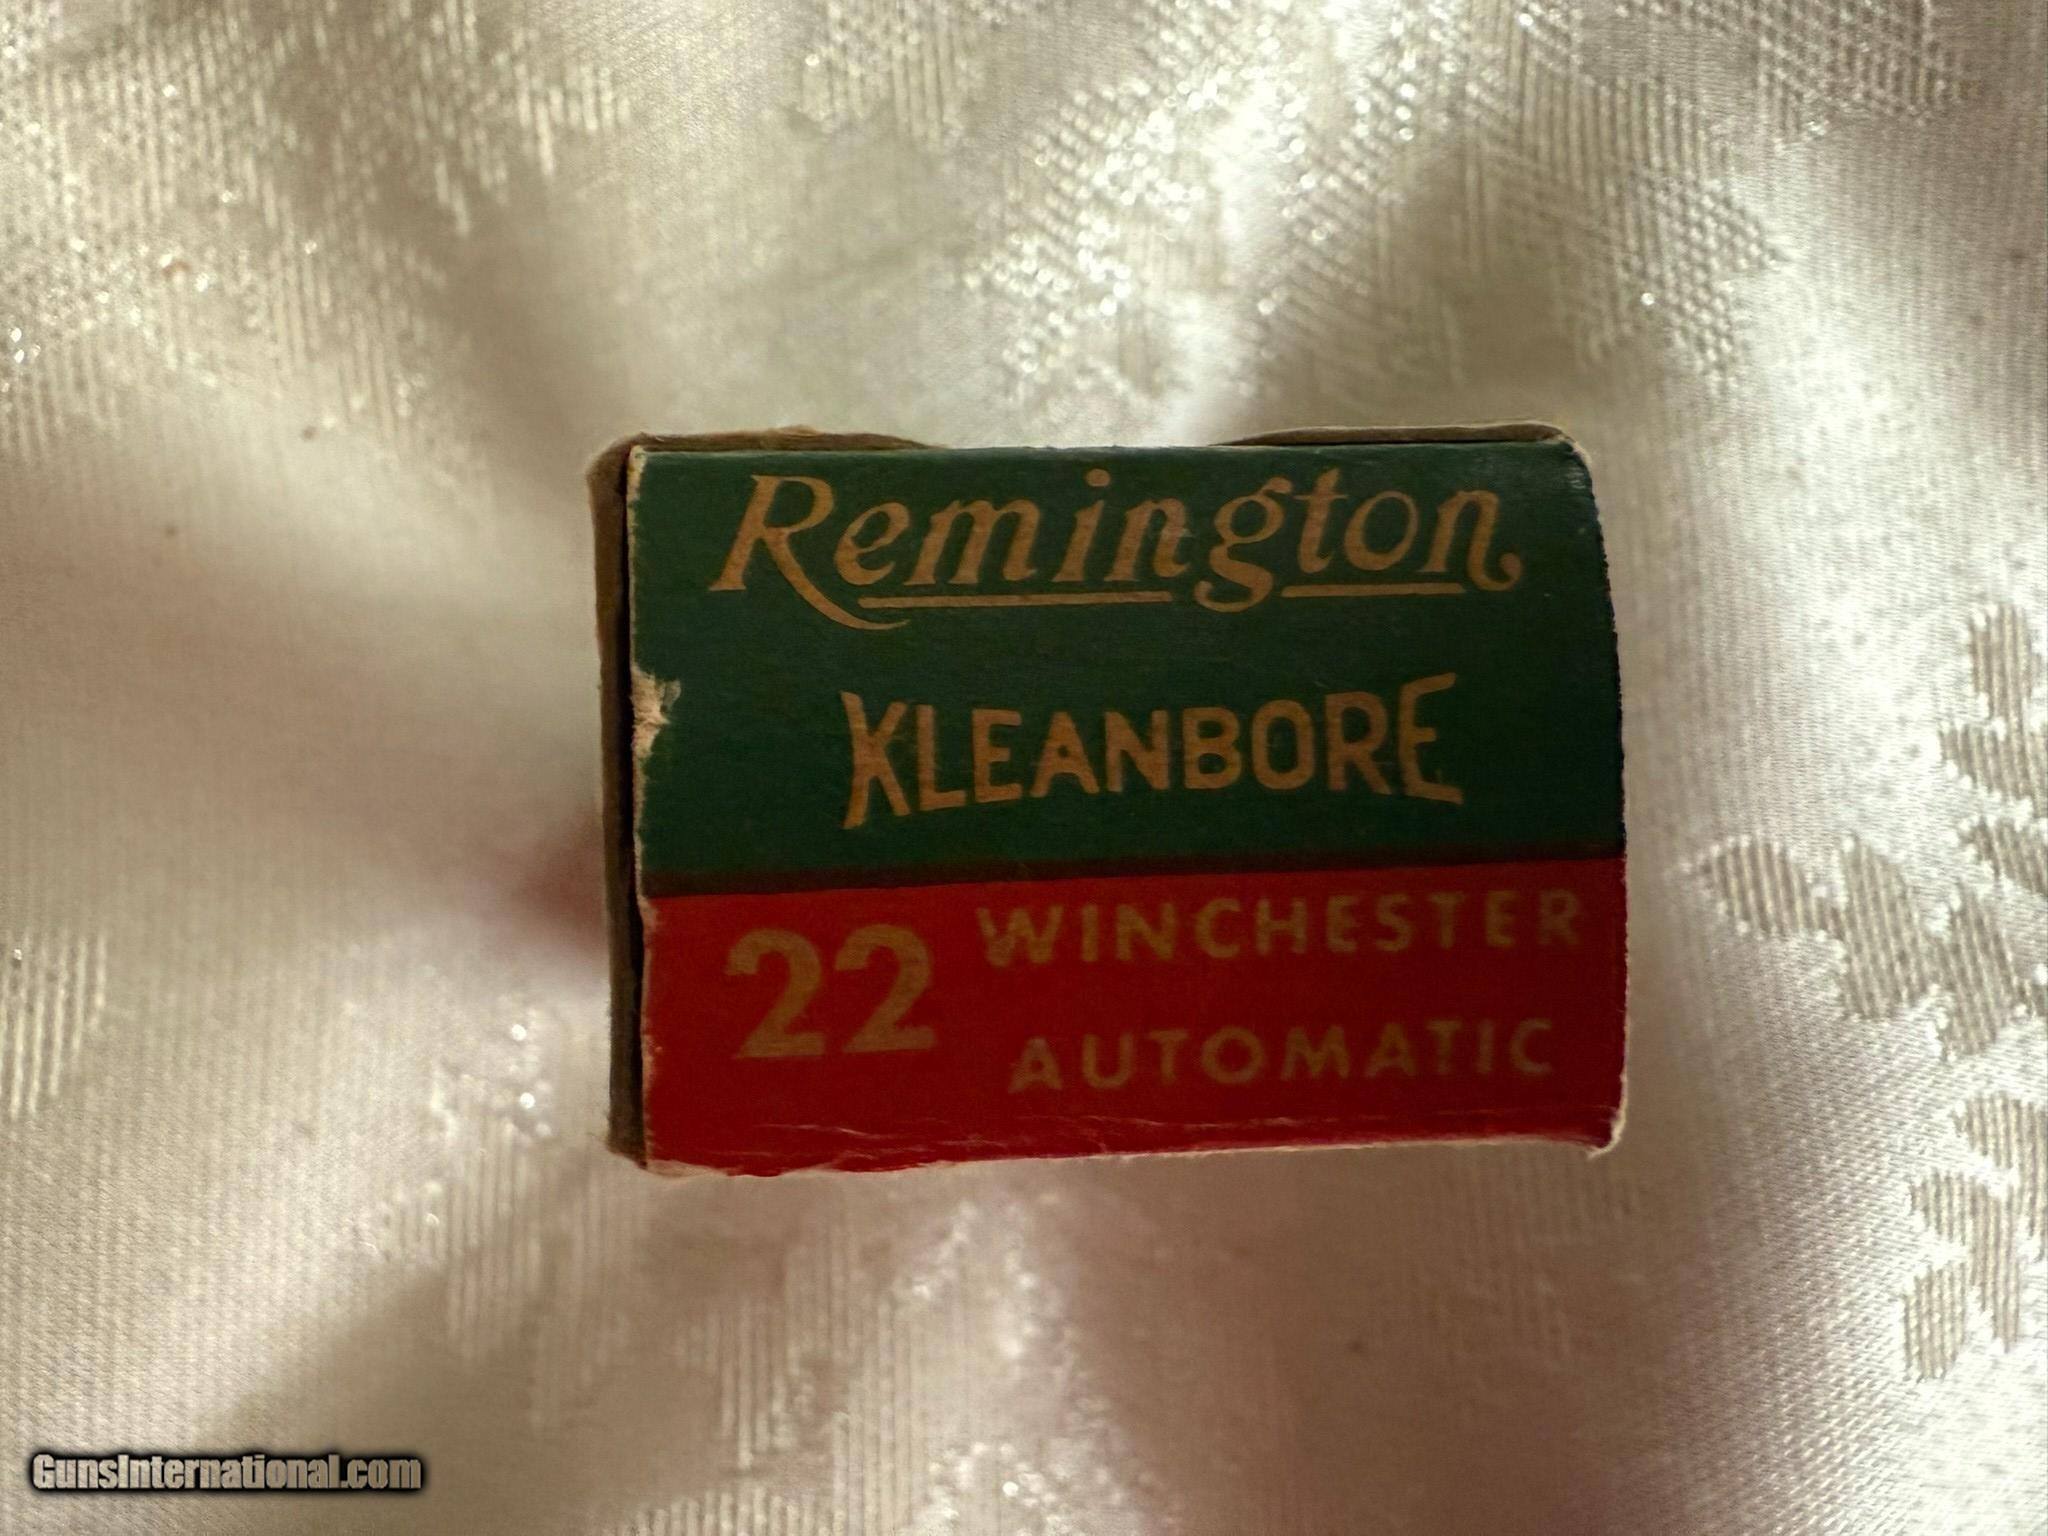 Remington
KLEANBORE
22 WINCHESTER
AUTOMATIC
GunsInternational.com